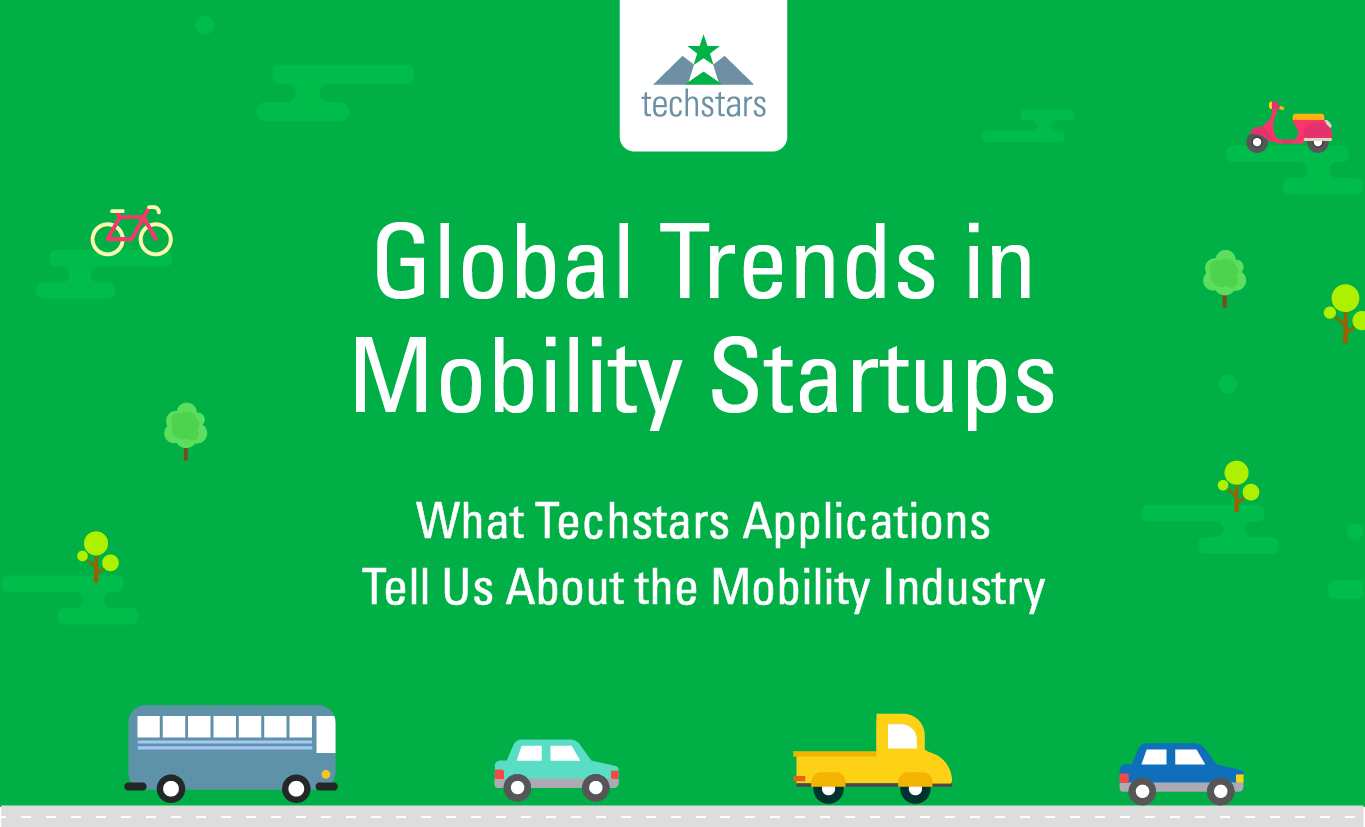 techstars
Global Trends in
Mobility Startups
What Techstars Applications
Tell Us About the Mobility Industry